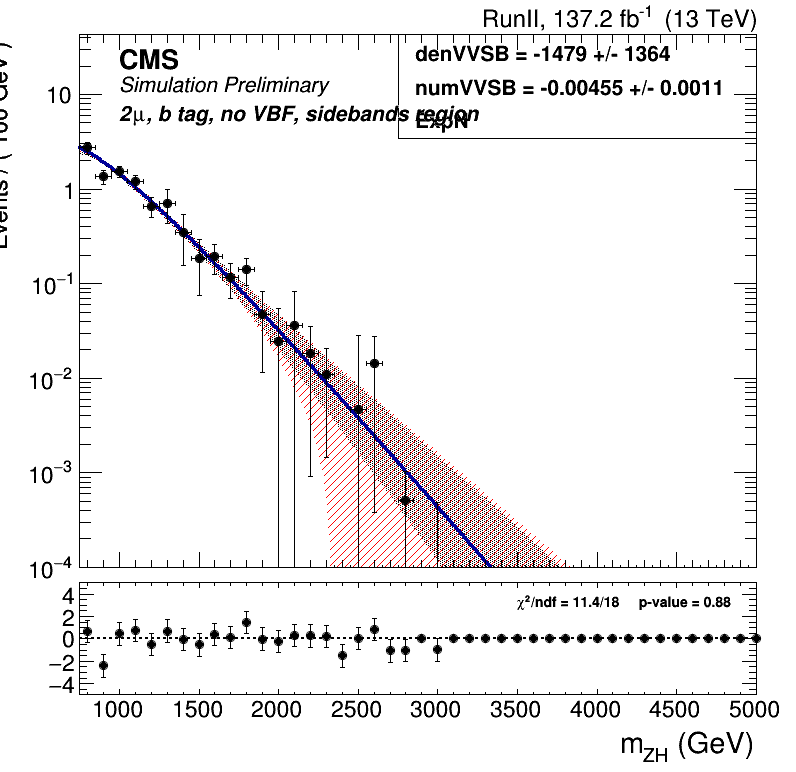 RunII, 137.2 fb⁻¹ (13 TeV)
CMS
Simulation Preliminary
2μ, b tag, no VBF, sidebands region
denVVSB = -1479 +/- 1364
numVVSB = -0.00455 +/- 0.0011
ExpN
Events / ( 100 GeV )
10
1
10⁻¹
10⁻²
10⁻³
10⁻⁴
χ²/ndf = 11.4/18 p-value = 0.88
4
2
0
−2
−4
1000 1500 2000 2500 3000 3500 4000 4500 5000
m_ZH (GeV)